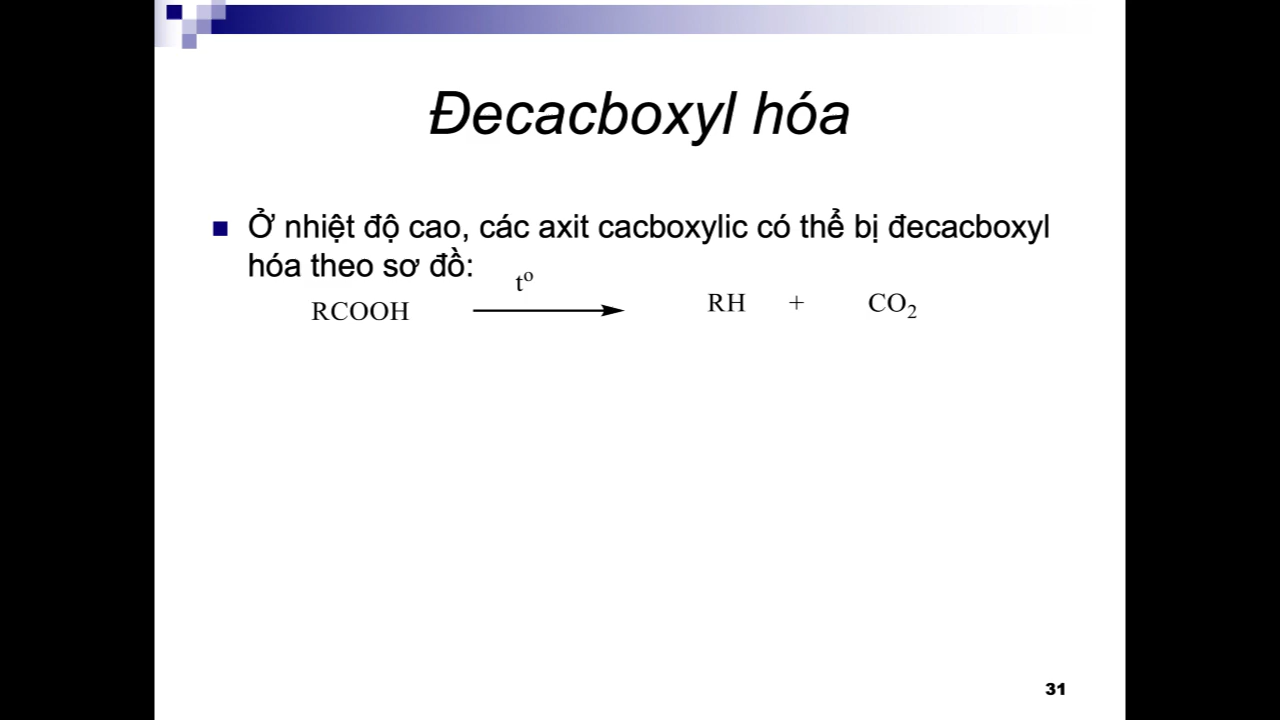 Đecacboxyl hóa
Ở nhiệt độ cao, các axit cacboxylic có thể bị đecacboxyl
hóa theo sơ đồ:
tº
RCOOH RH + CO₂
31